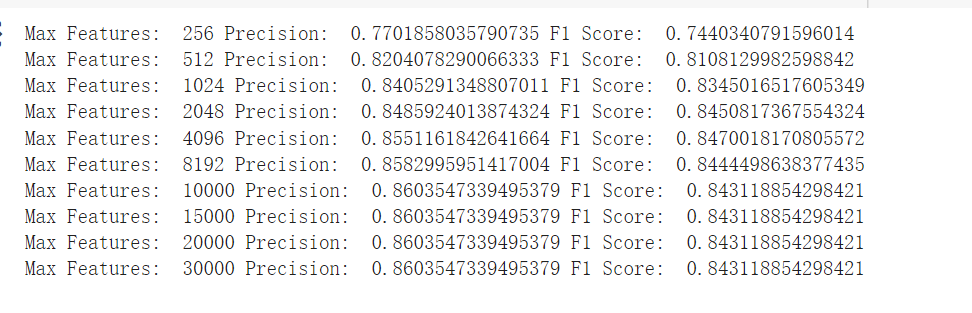 Max Features: 256 Precision: 0.7701858035790735 F1 Score: 0.7440340791596014
Max Features: 512 Precision: 0.8204078290066333 F1 Score: 0.8108129982598842
Max Features: 1024 Precision: 0.8405291348807011 F1 Score: 0.8345016517605349
Max Features: 2048 Precision: 0.8485924013874324 F1 Score: 0.8450817367554324
Max Features: 4096 Precision: 0.8551161842641664 F1 Score: 0.8470018170805572
Max Features: 8192 Precision: 0.8582995951417004 F1 Score: 0.8444498638377435
Max Features: 10000 Precision: 0.8603547339495379 F1 Score: 0.843118854298421
Max Features: 15000 Precision: 0.8603547339495379 F1 Score: 0.843118854298421
Max Features: 20000 Precision: 0.8603547339495379 F1 Score: 0.843118854298421
Max Features: 30000 Precision: 0.8603547339495379 F1 Score: 0.843118854298421